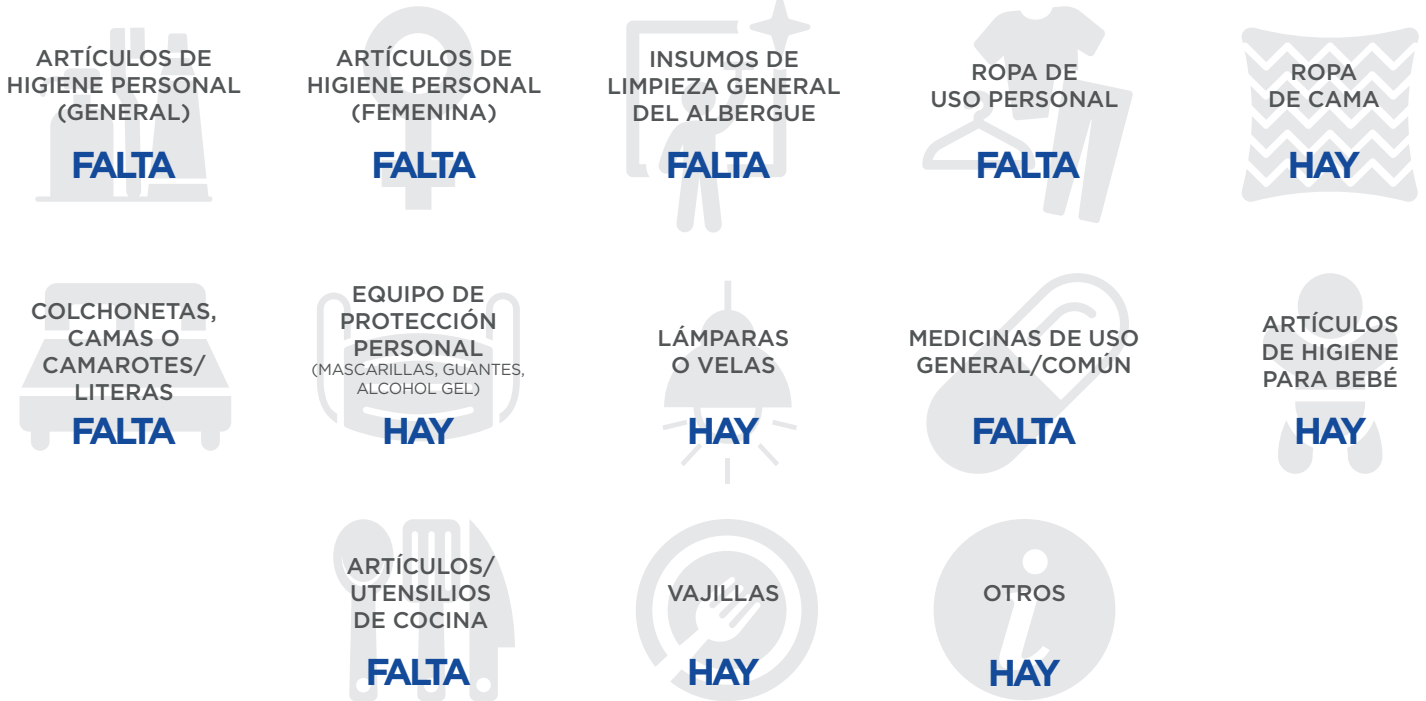 ARTÍCULOS DE
HIGIENE PERSONAL
(GENERAL)
FALTA
ARTÍCULOS DE
HIGIENE PERSONAL
(FEMENINA)
FALTA
INSUMOS DE
LIMPIEZA GENERAL
DEL ALBERGUE
FALTA
ROPA DE
USO PERSONAL
FALTA
ROPA
DE CAMA
HAY
COLCHONETAS,
CAMAS O
CAMAROTES/
LITERAS
FALTA
EQUIPO DE
PROTECCIÓN
PERSONAL
(MASCARILLAS, GUANTES,
ALCOHOL GEL)
HAY
LÁMPARAS
O VELAS
HAY
MEDICINAS DE USO
GENERAL/COMÚN
FALTA
ARTÍCULOS
DE HIGIENE
PARA BEBÉ
HAY
ARTÍCULOS/
UTENSILIOS
DE COCINA
FALTA
VAJILLAS
HAY
OTROS
HAY